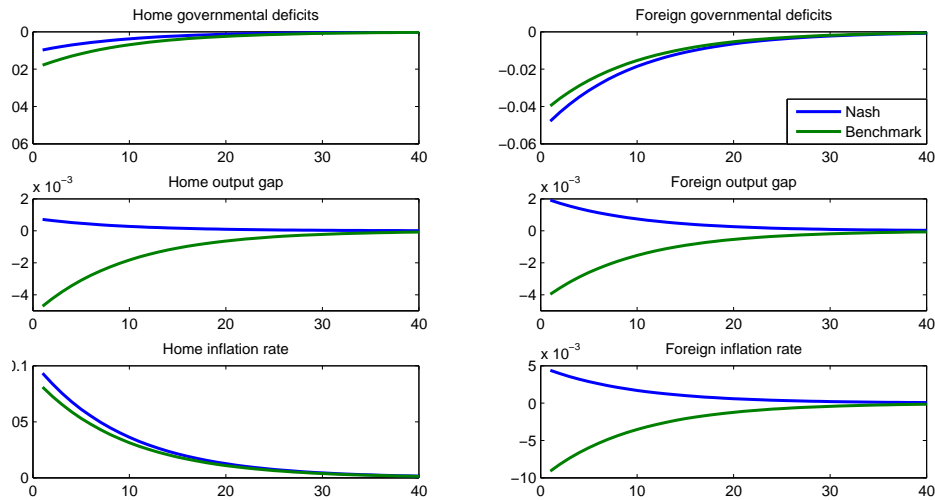 Home governmental deficits
0
02
04
06
0 10 20 30 40
Foreign governmental deficits
0
−0.02
−0.04
−0.06
0 10 20 30 40
Nash
Benchmark
Home output gap
x 10−3
2
0
−2
−4
0 10 20 30 40
Foreign output gap
x 10−3
2
0
−2
−4
0 10 20 30 40
Home inflation rate
0.1
05
0
0 10 20 30 40
Foreign inflation rate
x 10−3
5
0
−5
−10
0 10 20 30 40